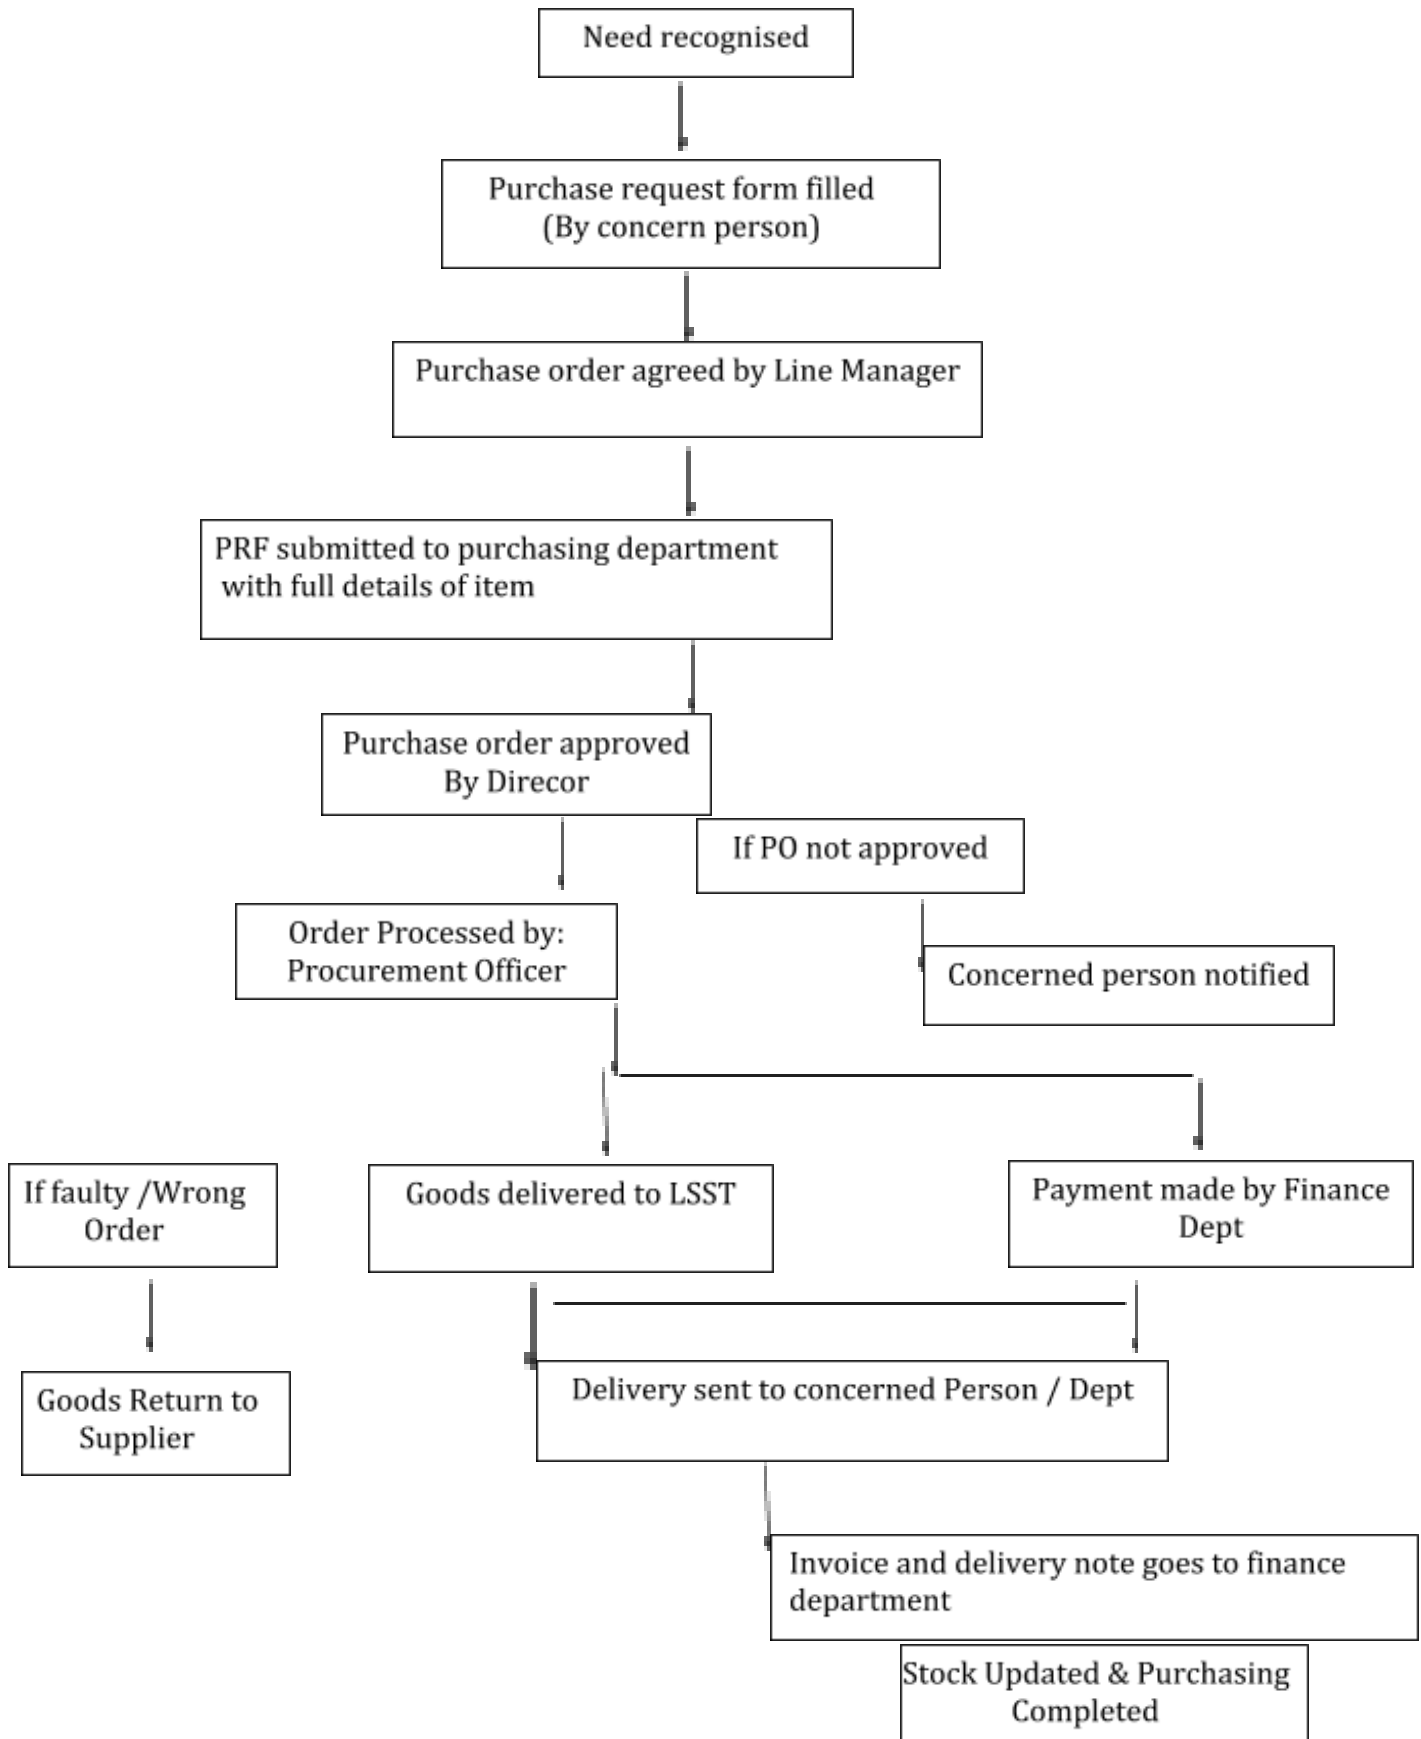 Need recognised
Purchase request form filled
(By concern person)
Purchase order agreed by Line Manager
PRF submitted to purchasing department
with full details of item
Purchase order approved
By Direcor
If PO not approved
Order Processed by:
Procurement Officer
Concerned person notified
If faulty /Wrong
Order
Goods delivered to LSST
Payment made by Finance
Dept
Goods Return to
Supplier
Delivery sent to concerned Person / Dept
Invoice and delivery note goes to finance
department
Stock Updated & Purchasing
Completed